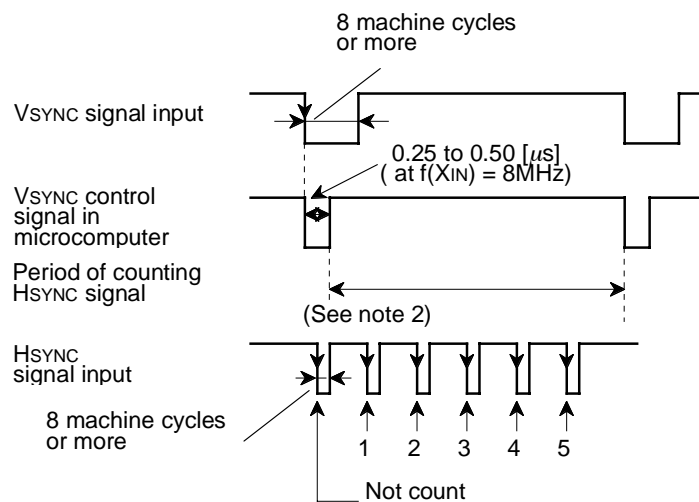 8 machine cycles
or more
VSYNC signal input
0.25 to 0.50 [μs]
( at f(XIN) = 8MHz)
VSYNC control
signal in
microcomputer
Period of counting
HSYNC signal
(See note 2)
HSYNC
signal input
8 machine cycles
or more
1 2 3 4 5
Not count